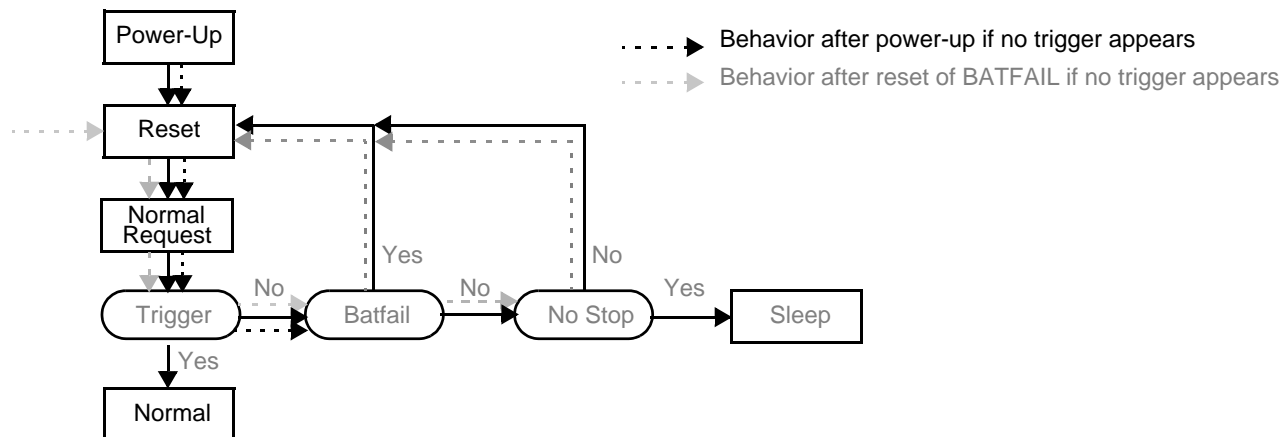 Power-Up
Behavior after power-up if no trigger appears
Behavior after reset of BATFAIL if no trigger appears
Reset
Normal
Request
Yes
No
No
No
Yes
Trigger
Batfail
No Stop
Sleep
Yes
Normal